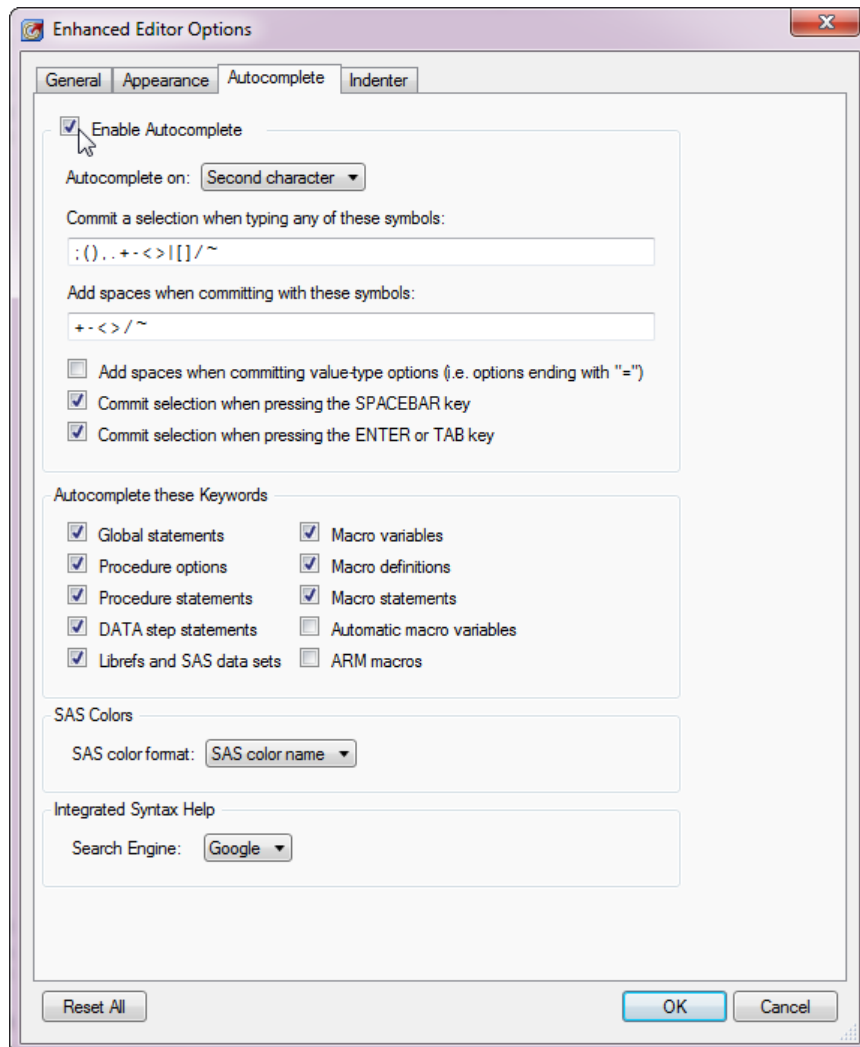 Enhanced Editor Options
General Appearance Autocomplete Indenter
Enable Autocomplete
Autocomplete on: Second character
Commit a selection when typing any of these symbols:
;(),.+-<>|[]/~
Add spaces when committing with these symbols:
+-<>/~
Add spaces when committing value-type options (i.e. options ending with "=")
Commit selection when pressing the SPACEBAR key
Commit selection when pressing the ENTER or TAB key
Autocomplete these Keywords
Global statements Macro variables
Procedure options Macro definitions
Procedure statements Macro statements
DATA step statements Automatic macro variables
Librefs and SAS data sets ARM macros
SAS Colors
SAS color format: SAS color name
Integrated Syntax Help
Search Engine: Google
Reset All OK Cancel